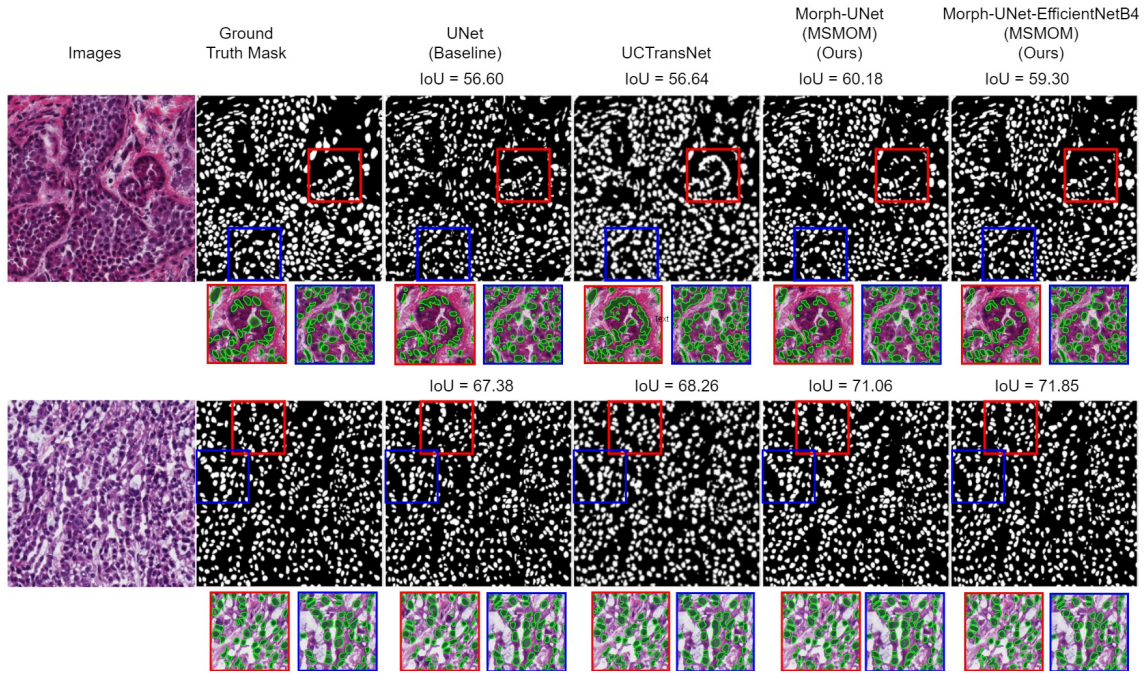 Images
Ground
Truth Mask
UNet
(Baseline)
IoU = 56.60
UCTransNet
IoU = 56.64
Morph-UNet
(MSMOM)
(Ours)
IoU = 60.18
Morph-UNet-EfficientNetB4
(MSMOM)
(Ours)
IoU = 59.30
Text
IoU = 67.38
IoU = 68.26
IoU = 71.06
IoU = 71.85